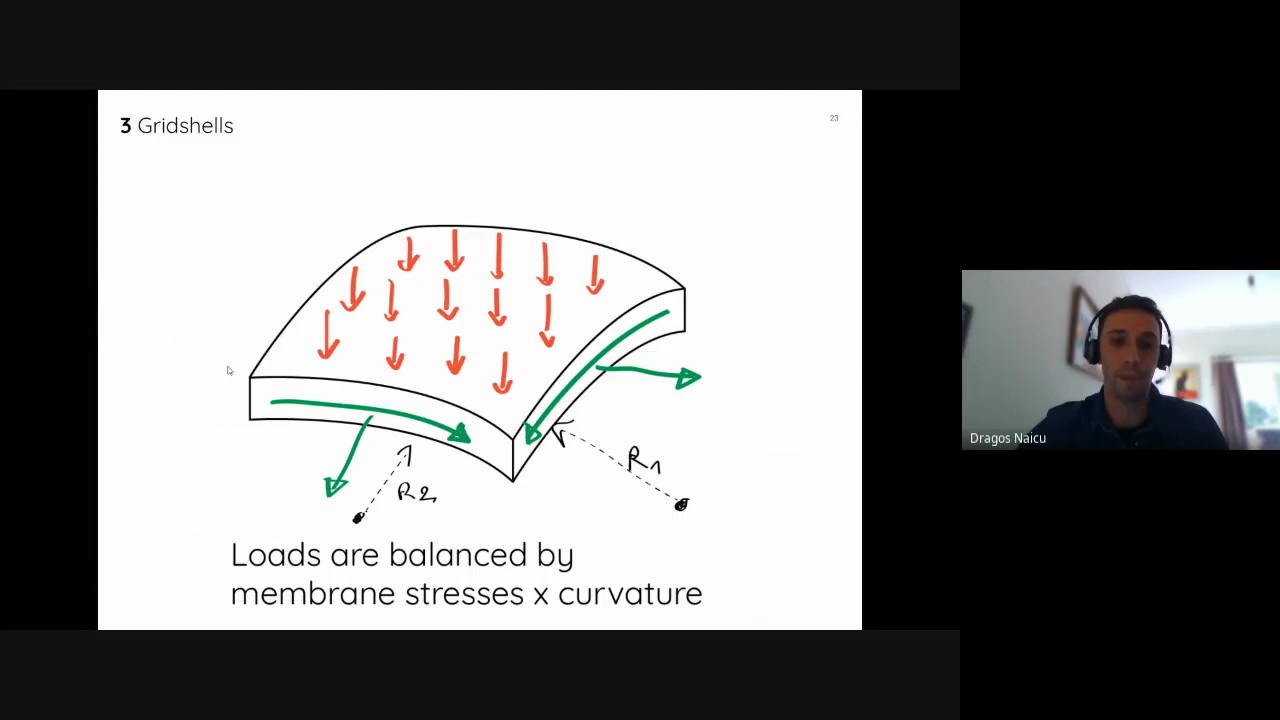 3 Gridshells
23
R1
R2
Loads are balanced by
membrane stresses x curvature
Dragos Naicu